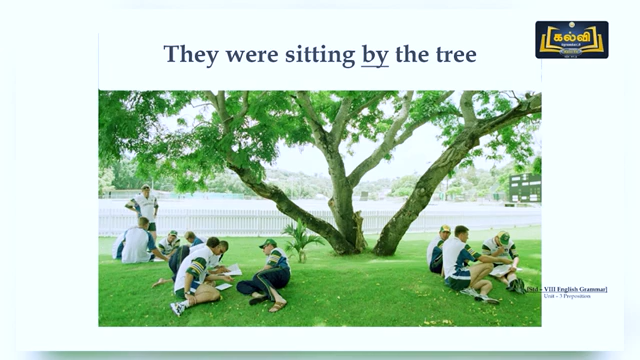 They were sitting by the tree
கல்வி
[Std - VIII English Grammar]
Unit - 3 Preposition